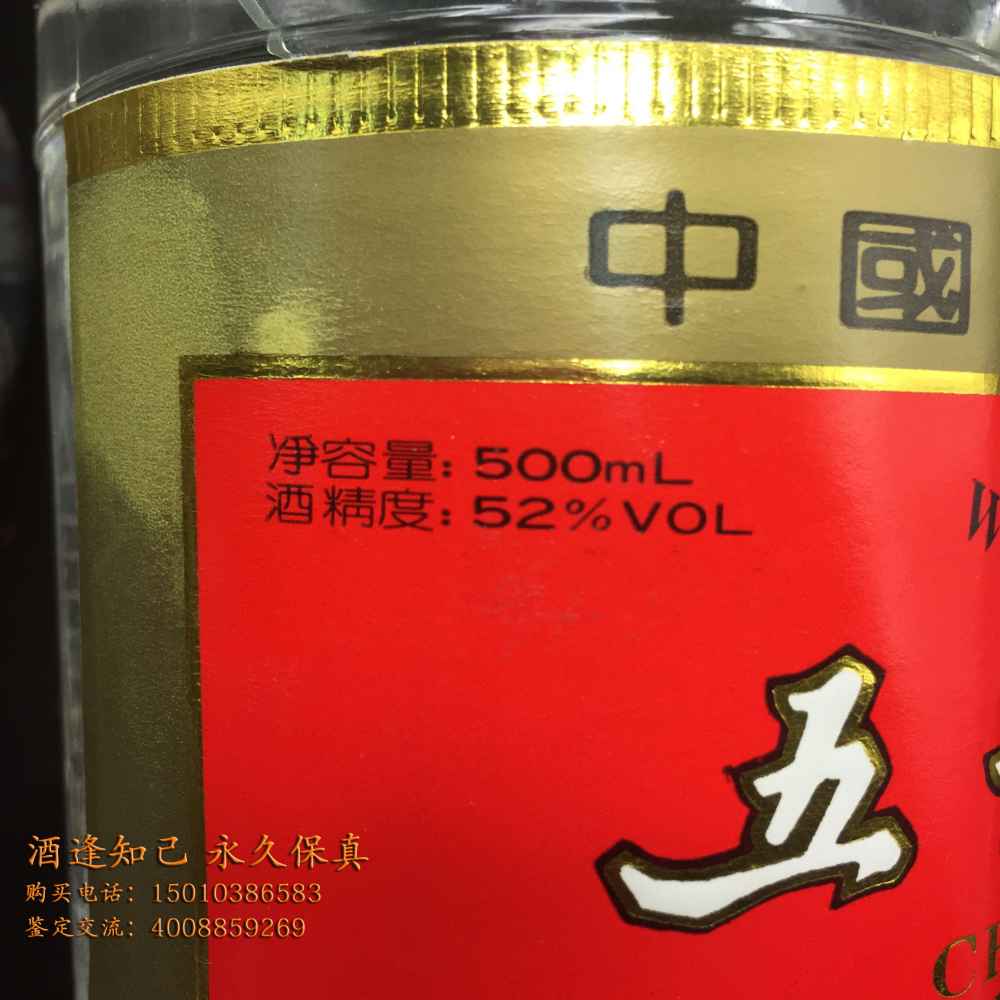 中國
净容量：500mL
酒精度：52%VOL
W
五
CH
酒逢知己 永久保真
购买电话：15010386583
鉴定交流：4008859269